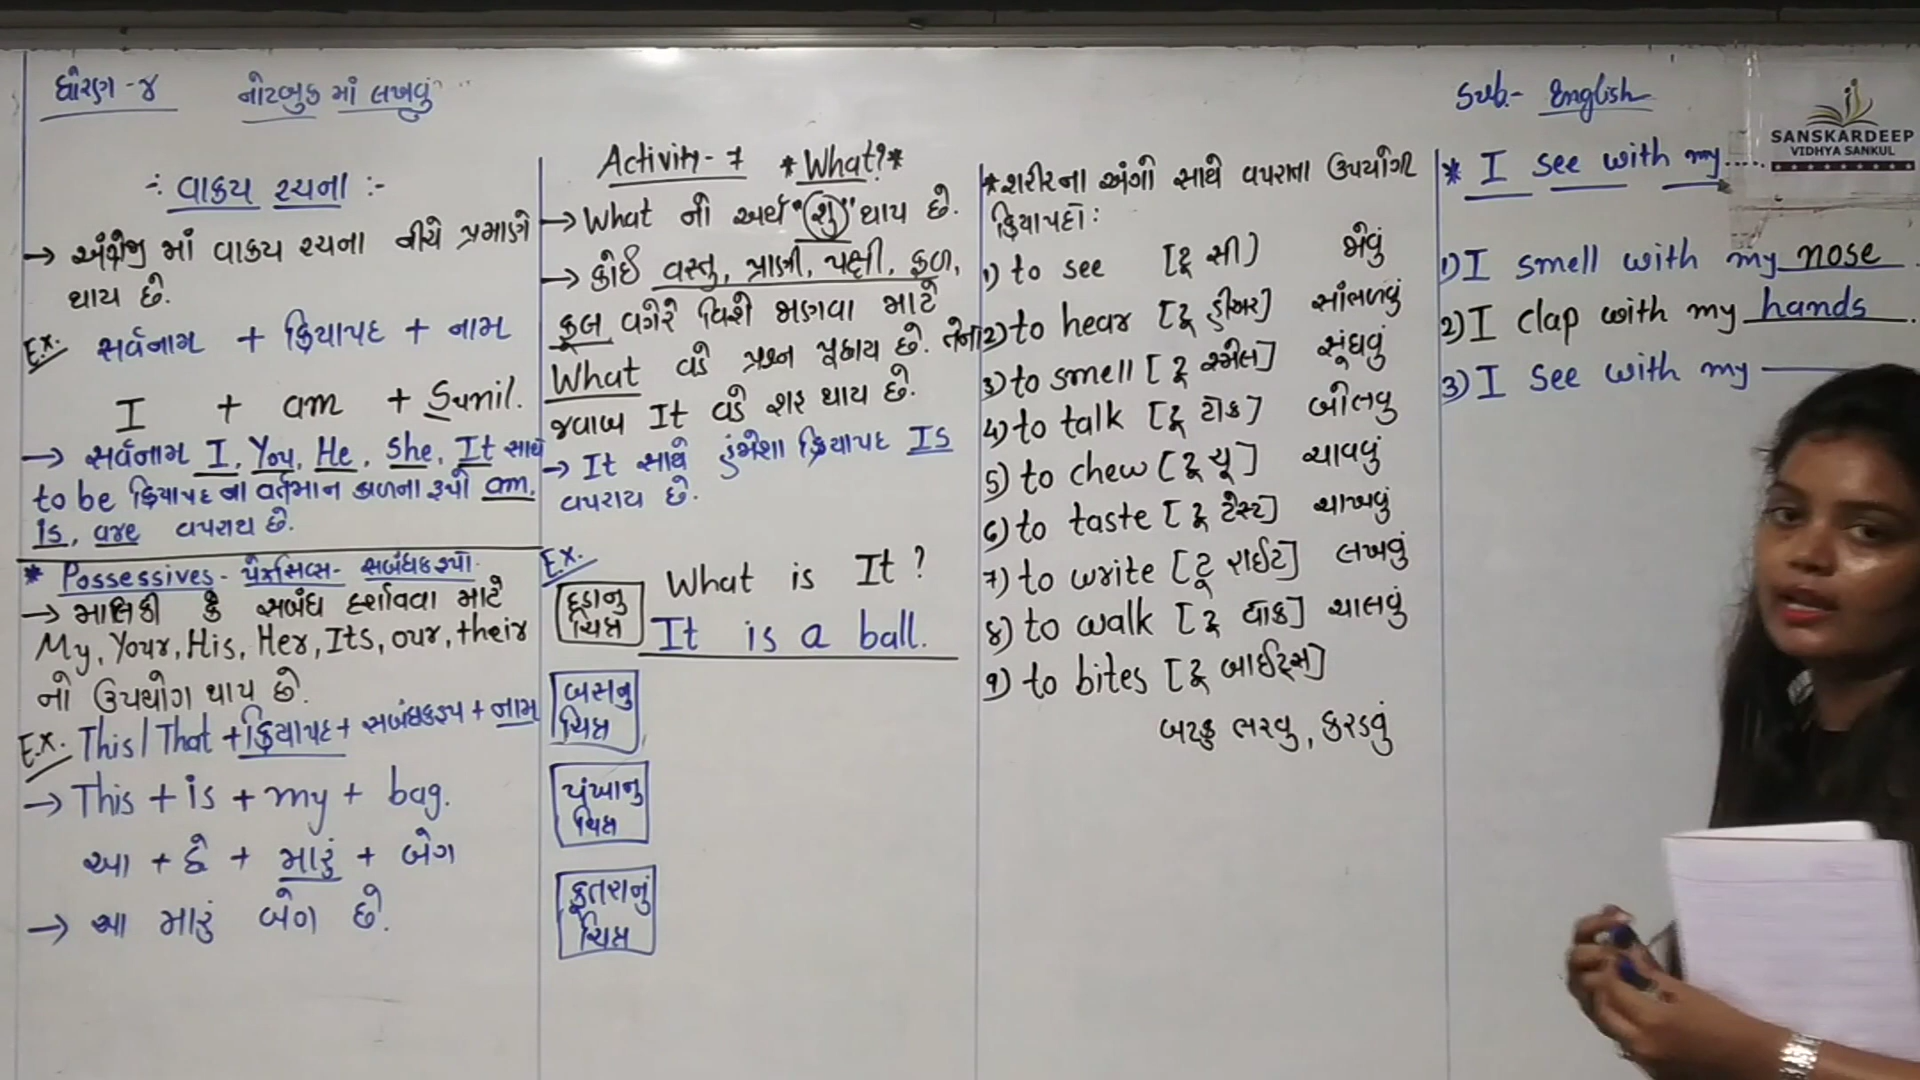 ધોરણ - ૪ નોટબુક માં લખવું
Sub.- English
SANSKARDEEP
VIDHYA SANKUL
-: વાક્ય રચના :-
→ અંગ્રેજી માં વાક્ય રચના નીચે પ્રમાણે
થાય છે.
Ex. સર્વનામ + ક્રિયાપદ + નામ
I + am + Sunil.
→ સર્વનામ I, You, He, She, It સાથે
to be ક્રિયાપદ ના વર્તમાન કાળના રૂપો am,
is, are વપરાય છે.
* Possessives - પેઝેસિવ્સ - સબંધકરૂપો
→ માલિકી કે સબંધ દર્શાવવા માટે
My, Your, His, Her, Its, our, their
નો ઉપયોગ થાય છે.
Ex. This/That + ક્રિયાપદ + સબંધકરૂપ + નામ
→ This + is + my + bag.
આ + છે + મારું + બેગ
→ આ મારું બેગ છે.
Activity - 7 *What?*
→ What નો અર્થ "શું" થાય છે.
→ કોઈ વસ્તુ, પ્રાણી, પક્ષી, ફળ,
ફૂલ વગેરે વિશે જાણવા માટે
What વડે પ્રશ્ન પૂછાય છે. તેના
જવાબ It વડે શરૂ થાય છે.
→ It સાથે હંમેશા ક્રિયાપદ IS
વપરાય છે.
Ex.
દડાનુ
ચિત્ર
What is It?
It is a ball.
બસનુ
ચિત્ર
પંખાનુ
ચિત્ર
કૂતરાનું
ચિત્ર
* શરીરના અંગો સાથે વપરાતા ઉપયોગી
ક્રિયાપદો:
1) to see [ટૂ સી] જોવું
2) to hear [ટૂ હીઅર] સાંભળવું
3) to smell [ટૂ સ્મેલ] સૂંઘવું
4) to talk [ટૂ ટોક] બોલવુ
5) to chew [ટૂ ચૂ] ચાવવું
6) to taste [ટૂ ટેસ્ટ] ચાખવું
7) to write [ટૂ રાઈટ] લખવું
8) to walk [ટૂ વોક] ચાલવું
9) to bites [ટૂ બાઈટ્સ]
બટકુ ભરવુ, કરડવું
* I see with my.....
1) I smell with my nose.
2) I clap with my hands.
3) I see with my